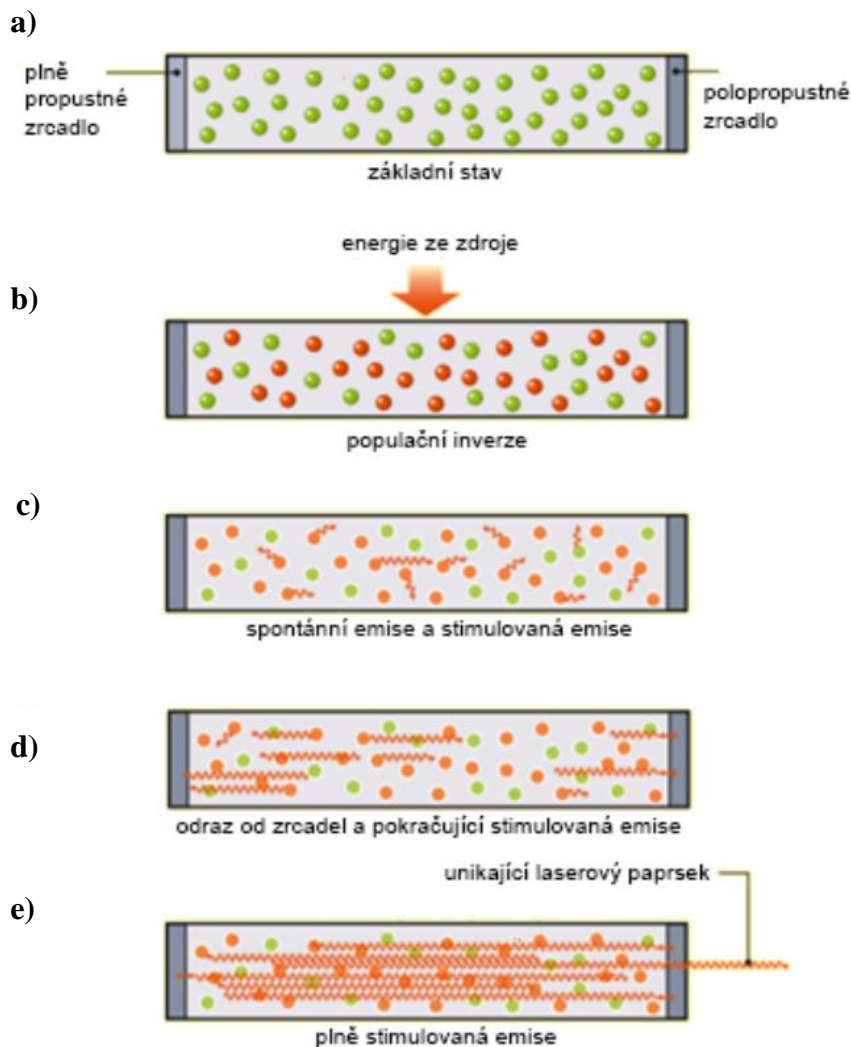 a)
plně
propustné
zrcadlo
polopropustné
zrcadlo
základní stav
energie ze zdroje
b)
populační inverze
c)
spontánní emise a stimulovaná emise
d)
odraz od zrcadel a pokračující stimulovaná emise
unikající laserový paprsek
e)
plně stimulovaná emise